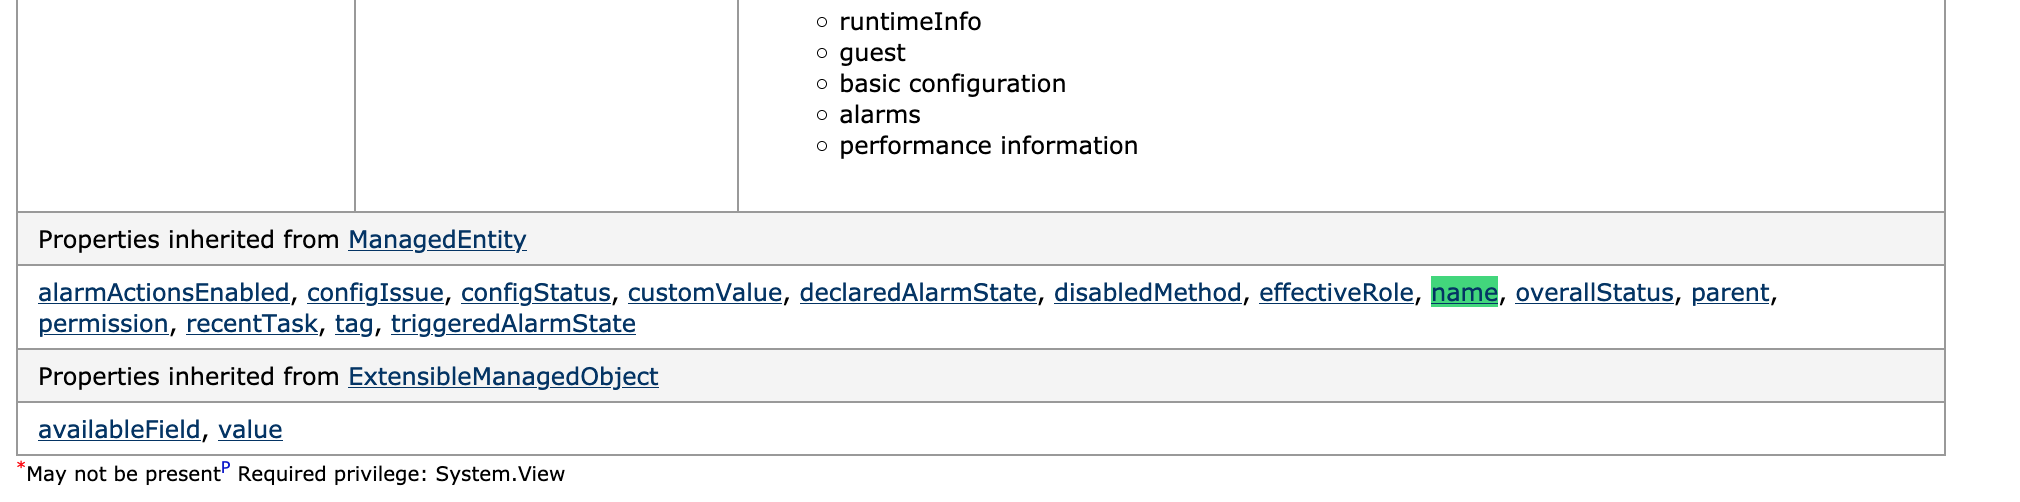 runtimeInfo
guest
basic configuration
alarms
performance information
Properties inherited from ManagedEntity
alarmActionsEnabled, configIssue, configStatus, customValue, declaredAlarmState, disabledMethod, effectiveRole, name, overallStatus, parent,
permission, recentTask, tag, triggeredAlarmState
Properties inherited from ExtensibleManagedObject
availableField, value
*May not be presentP Required privilege: System.View